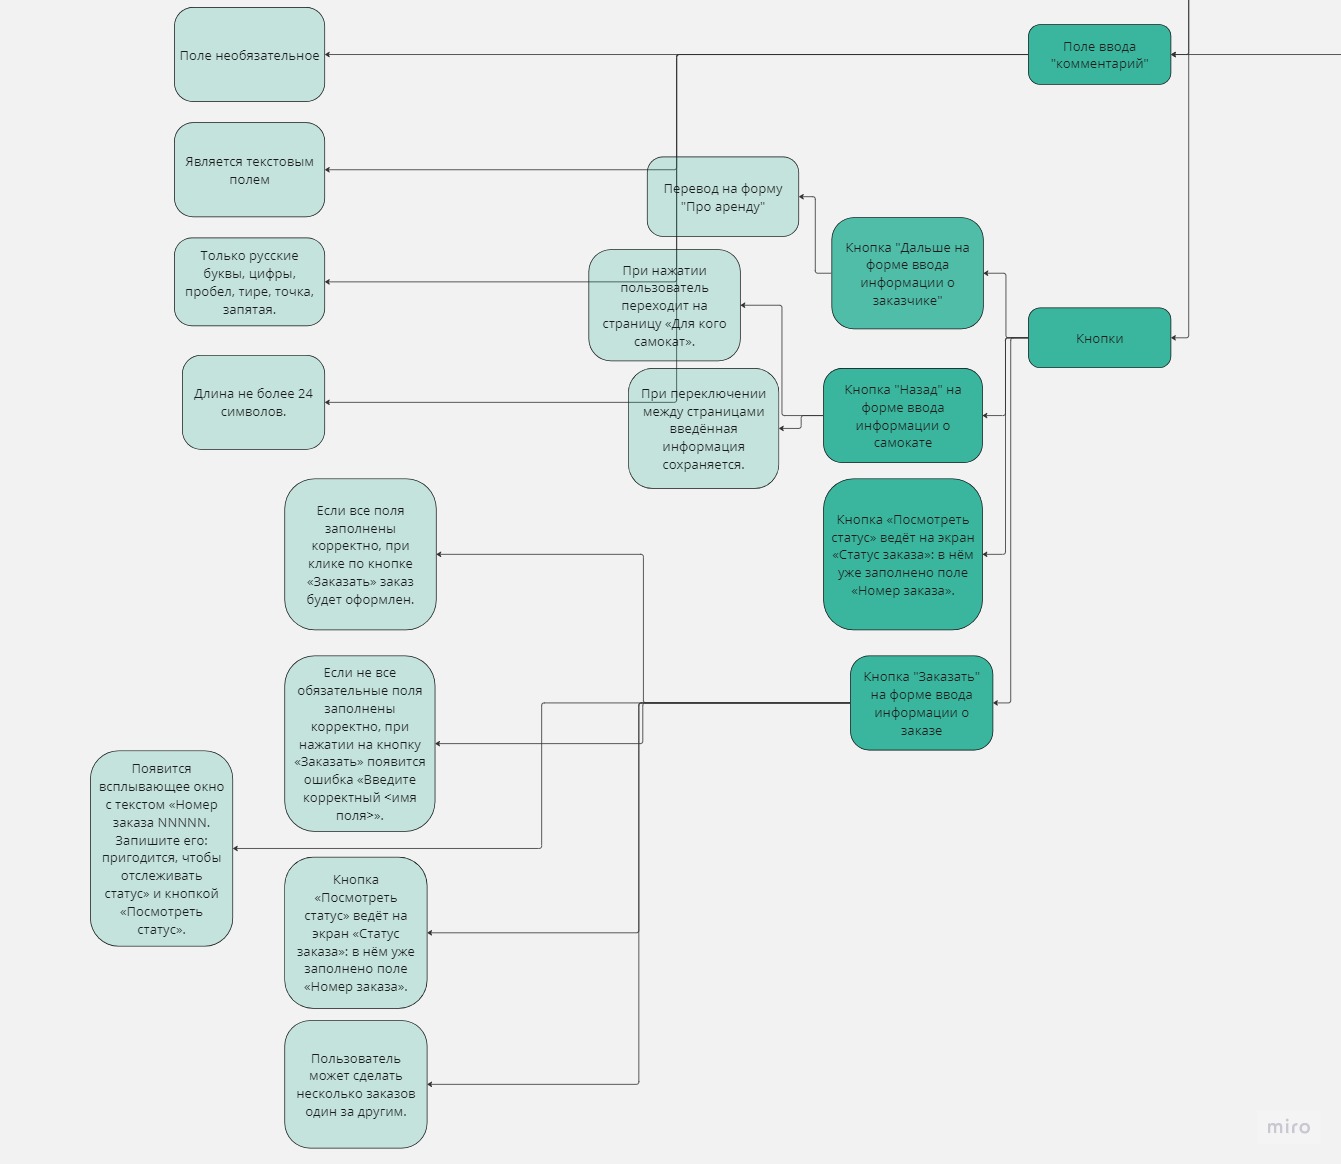 Поле необязательное
Поле ввода
"комментарий"
Является текстовым
полем
Перевод на форму
"Про аренду"
Только русские
буквы, цифры,
пробел, тире, точка,
запятая.
При нажатии
пользователь
переходит на
страницу «Для кого
самокат».
Кнопка "Дальше на
форме ввода
информации о
заказчике"
Кнопки
Длина не более 24
символов.
При переключении
между страницами
введённая
информация
сохраняется.
Кнопка "Назад" на
форме ввода
информации о
самокате
Если все поля
заполнены
корректно, при
клике по кнопке
«Заказать» заказ
будет оформлен.
Кнопка «Посмотреть
статус» ведёт на экран
«Статус заказа»: в нём
уже заполнено поле
«Номер заказа».
Если не все
обязательные поля
заполнены
корректно, при
нажатии на кнопку
«Заказать» появится
ошибка «Введите
корректный <имя
поля>».
Кнопка "Заказать"
на форме ввода
информации о
заказе
Появится
всплывающее окно
с текстом «Номер
заказа NNNNN.
Запишите его:
пригодится, чтобы
отслеживать
статус» и кнопкой
«Посмотреть
статус».
Кнопка
«Посмотреть
статус» ведёт на
экран «Статус
заказа»: в нём уже
заполнено поле
«Номер заказа».
Пользователь
может сделать
несколько заказов
один за другим.
miro